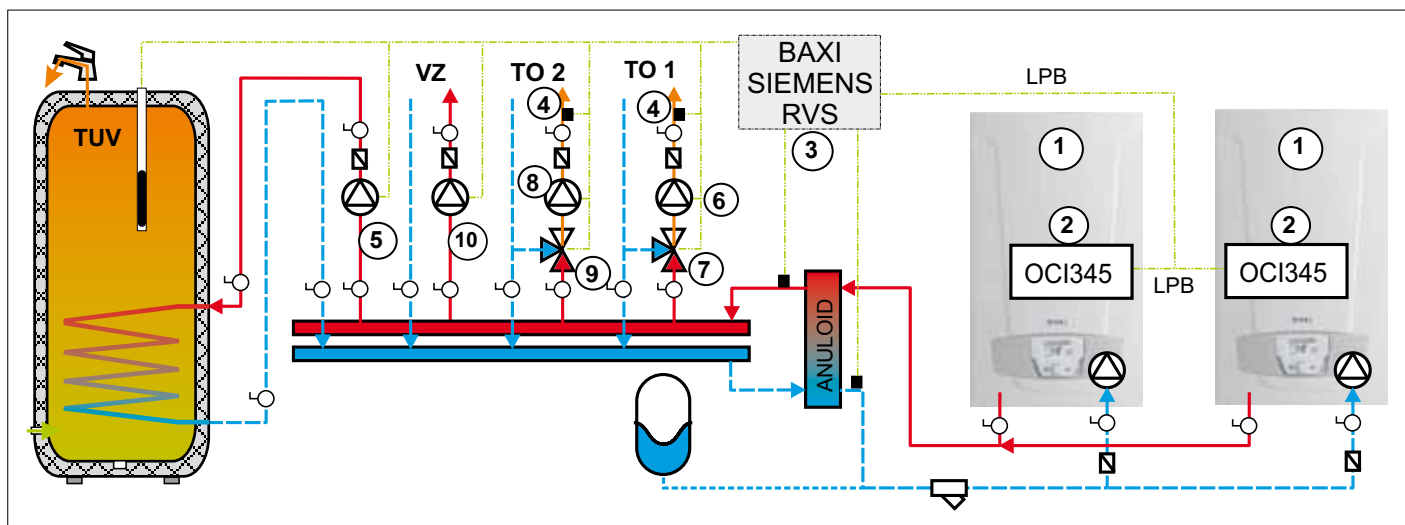 VZ
TO 2
TO 1
BAXI
SIEMENS
RVS
LPB
TUV
4
4
3
1
1
8
6
5
10
9
7
2
2
OCI345
OCI345
LPB
ANULOID